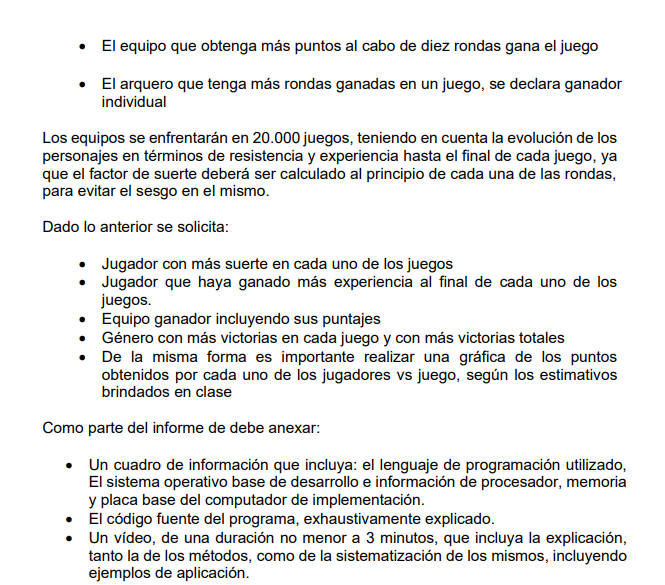 • El equipo que obtenga más puntos al cabo de diez rondas gana el juego
• El arquero que tenga más rondas ganadas en un juego, se declara ganador
individual
Los equipos se enfrentarán en 20.000 juegos, teniendo en cuenta la evolución de los
personajes en términos de resistencia y experiencia hasta el final de cada juego, ya
que el factor de suerte deberá ser calculado al principio de cada una de las rondas,
para evitar el sesgo en el mismo.
Dado lo anterior se solicita:
• Jugador con más suerte en cada uno de los juegos
• Jugador que haya ganado más experiencia al final de cada uno de los
juegos.
• Equipo ganador incluyendo sus puntajes
• Género con más victorias en cada juego y con más victorias totales
• De la misma forma es importante realizar una gráfica de los puntos
obtenidos por cada uno de los jugadores vs juego, según los estimativos
brindados en clase
Como parte del informe de debe anexar:
• Un cuadro de información que incluya: el lenguaje de programación utilizado,
El sistema operativo base de desarrollo e información de procesador, memoria
y placa base del computador de implementación.
• El código fuente del programa, exhaustivamente explicado.
• Un vídeo, de una duración no menor a 3 minutos, que incluya la explicación,
tanto la de los métodos, como de la sistematización de los mismos, incluyendo
ejemplos de aplicación.